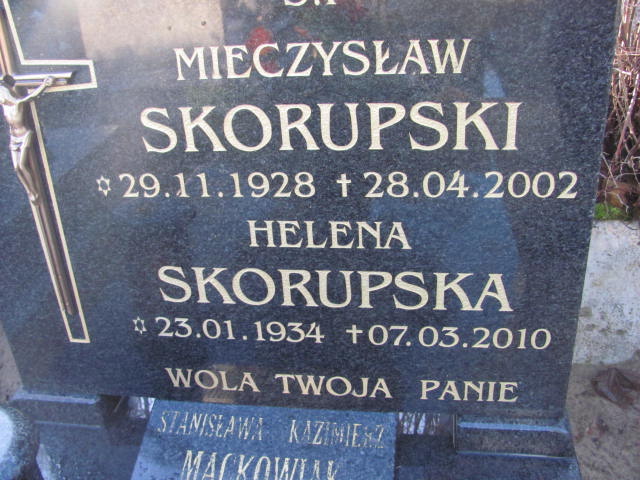 Ś.P
MIECZYSŁAW
SKORUPSKI
✡ 29.11.1928 † 28.04.2002
HELENA
SKORUPSKA
✡ 23.01.1934 † 07.03.2010
WOLA TWOJA PANIE
STANISŁAWA KAZIMIERZ
MAĆKOWIAK